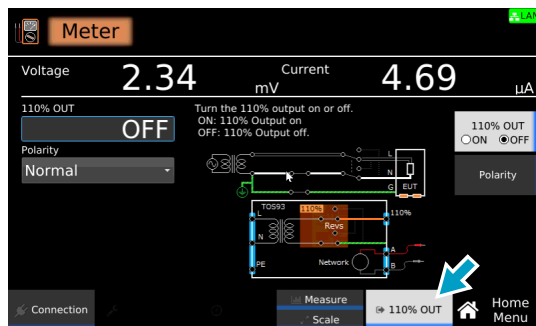 LAN
Meter
Voltage 2.34 mV Current 4.69 µA
110% OUT
OFF
Polarity
Normal
Turn the 110% output on or off.
ON: 110% Output on
OFF: 110% Output off.
110% OUT
ON OFF
Polarity
L
N
G EUT
TOS93 110% 110%
L
Revs
N
A
PE Network B
Connection
Measure
Scale
110% OUT
Home
Menu